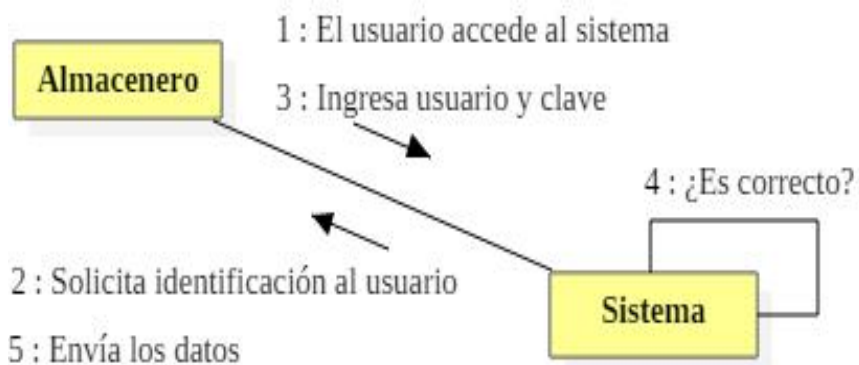 1 : El usuario accede al sistema
Almacenero
3 : Ingresa usuario y clave
4 : ¿Es correcto?
2 : Solicita identificación al usuario
Sistema
5 : Envía los datos